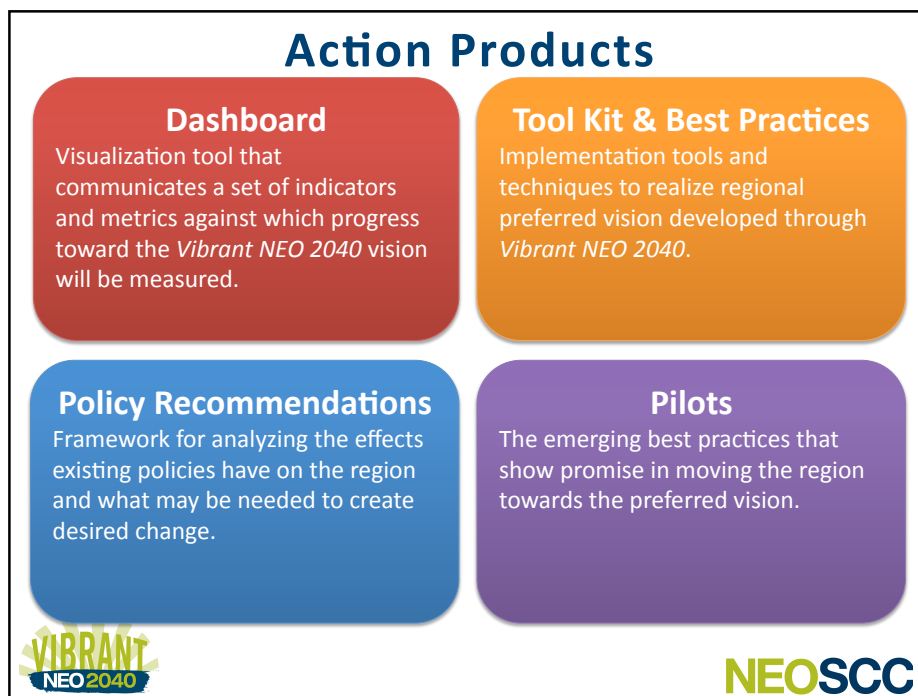 Action Products
Dashboard
Visualization tool that
communicates a set of indicators
and metrics against which progress
toward the Vibrant NEO 2040 vision
will be measured.
Tool Kit & Best Practices
Implementation tools and
techniques to realize regional
preferred vision developed through
Vibrant NEO 2040.
Policy Recommendations
Framework for analyzing the effects
existing policies have on the region
and what may be needed to create
desired change.
Pilots
The emerging best practices that
show promise in moving the region
towards the preferred vision.
VIBRANT
NEO 2040
NEOSCC